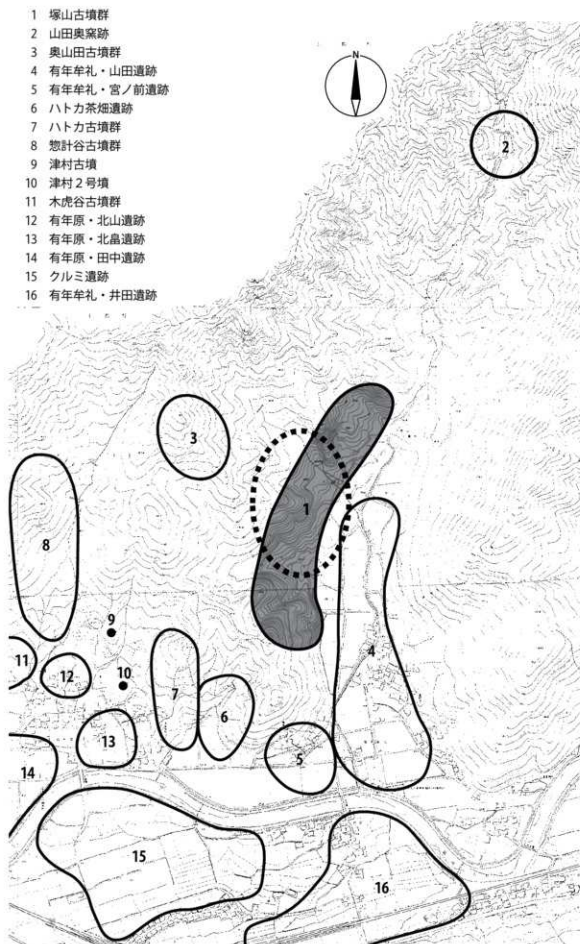 1 塚山古墳群
2 山田奥窯跡
3 奥山田古墳群
4 有年牟礼・山田遺跡
5 有年牟礼・宮ノ前遺跡
6 ハトカ茶畑遺跡
7 ハトカ古墳群
8 惣計谷古墳群
9 津村古墳
10 津村２号墳
11 木虎谷古墳群
12 有年原・北山遺跡
13 有年原・北畠遺跡
14 有年原・田中遺跡
15 クルミ遺跡
16 有年牟礼・井田遺跡
N
2
3
1
8
9
4
11
12
10
7
6
13
5
14
15
16